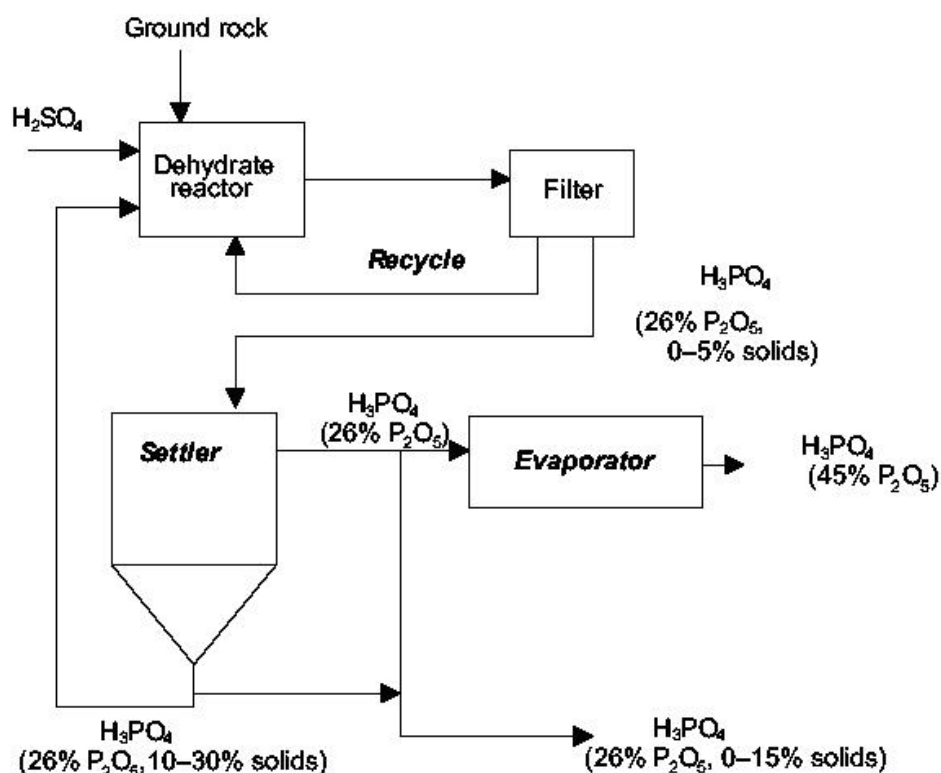 Ground rock
H₂SO₄
Dehydrate
reactor
Filter
Recycle
H₃PO₄
(26% P₂O₅,
0–5% solids)
H₃PO₄
(26% P₂O₅)
Settler
Evaporator
H₃PO₄
(45% P₂O₅)
H₃PO₄
(26% P₂O₅, 10–30% solids)
H₃PO₄
(26% P₂O₅, 0–15% solids)